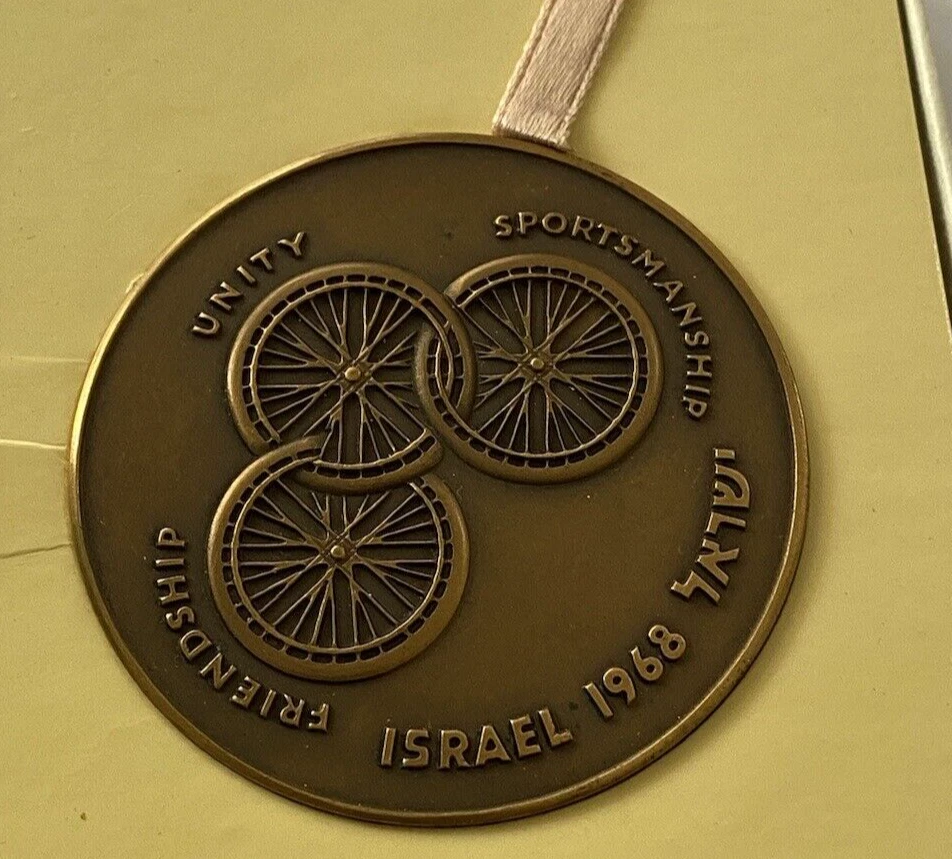 UNITY
SPORTSMANSHIP
FRIENDSHIP
ISRAEL 1968 ישראל